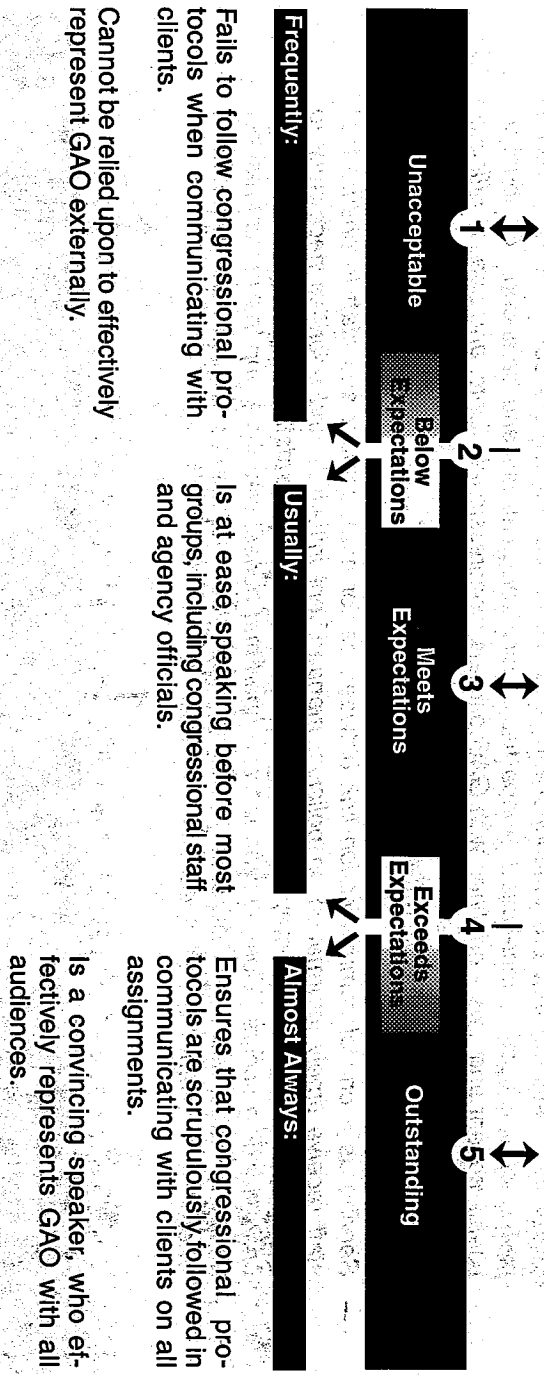 1
2
3
4
5
Unacceptable
Below
Expectations
Meets
Expectations
Exceeds
Expectations
Outstanding
Frequently:
Fails to follow congressional pro-
tocols when communicating with
clients.
Cannot be relied upon to effectively
represent GAO externally.
Usually:
Is at ease speaking before most
groups, including congressional staff
and agency officials.
Almost Always:
Ensures that congressional pro-
tocols are scrupulously followed in
communicating with clients on all
assignments.
Is a convincing speaker, who ef-
fectively represents GAO with all
audiences.